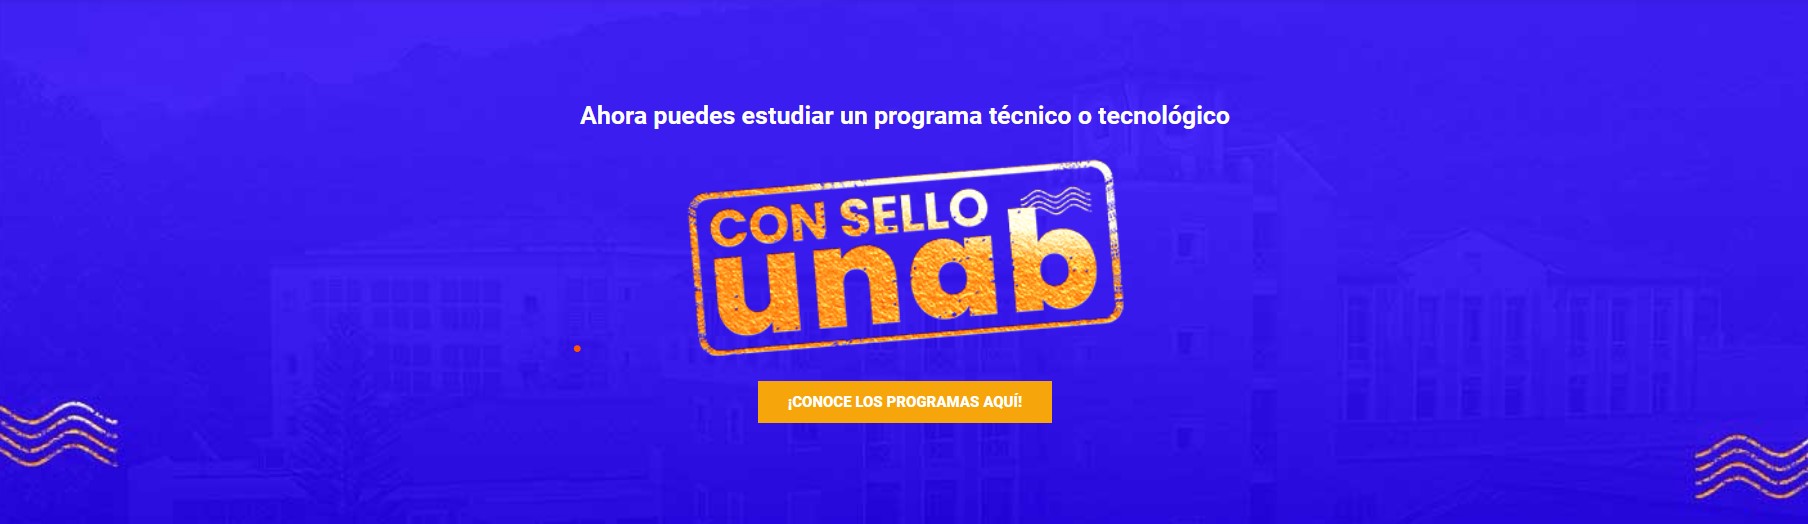 Ahora puedes estudiar un programa técnico o tecnológico
CON SELLO
unab
¡CONOCE LOS PROGRAMAS AQUÍ!